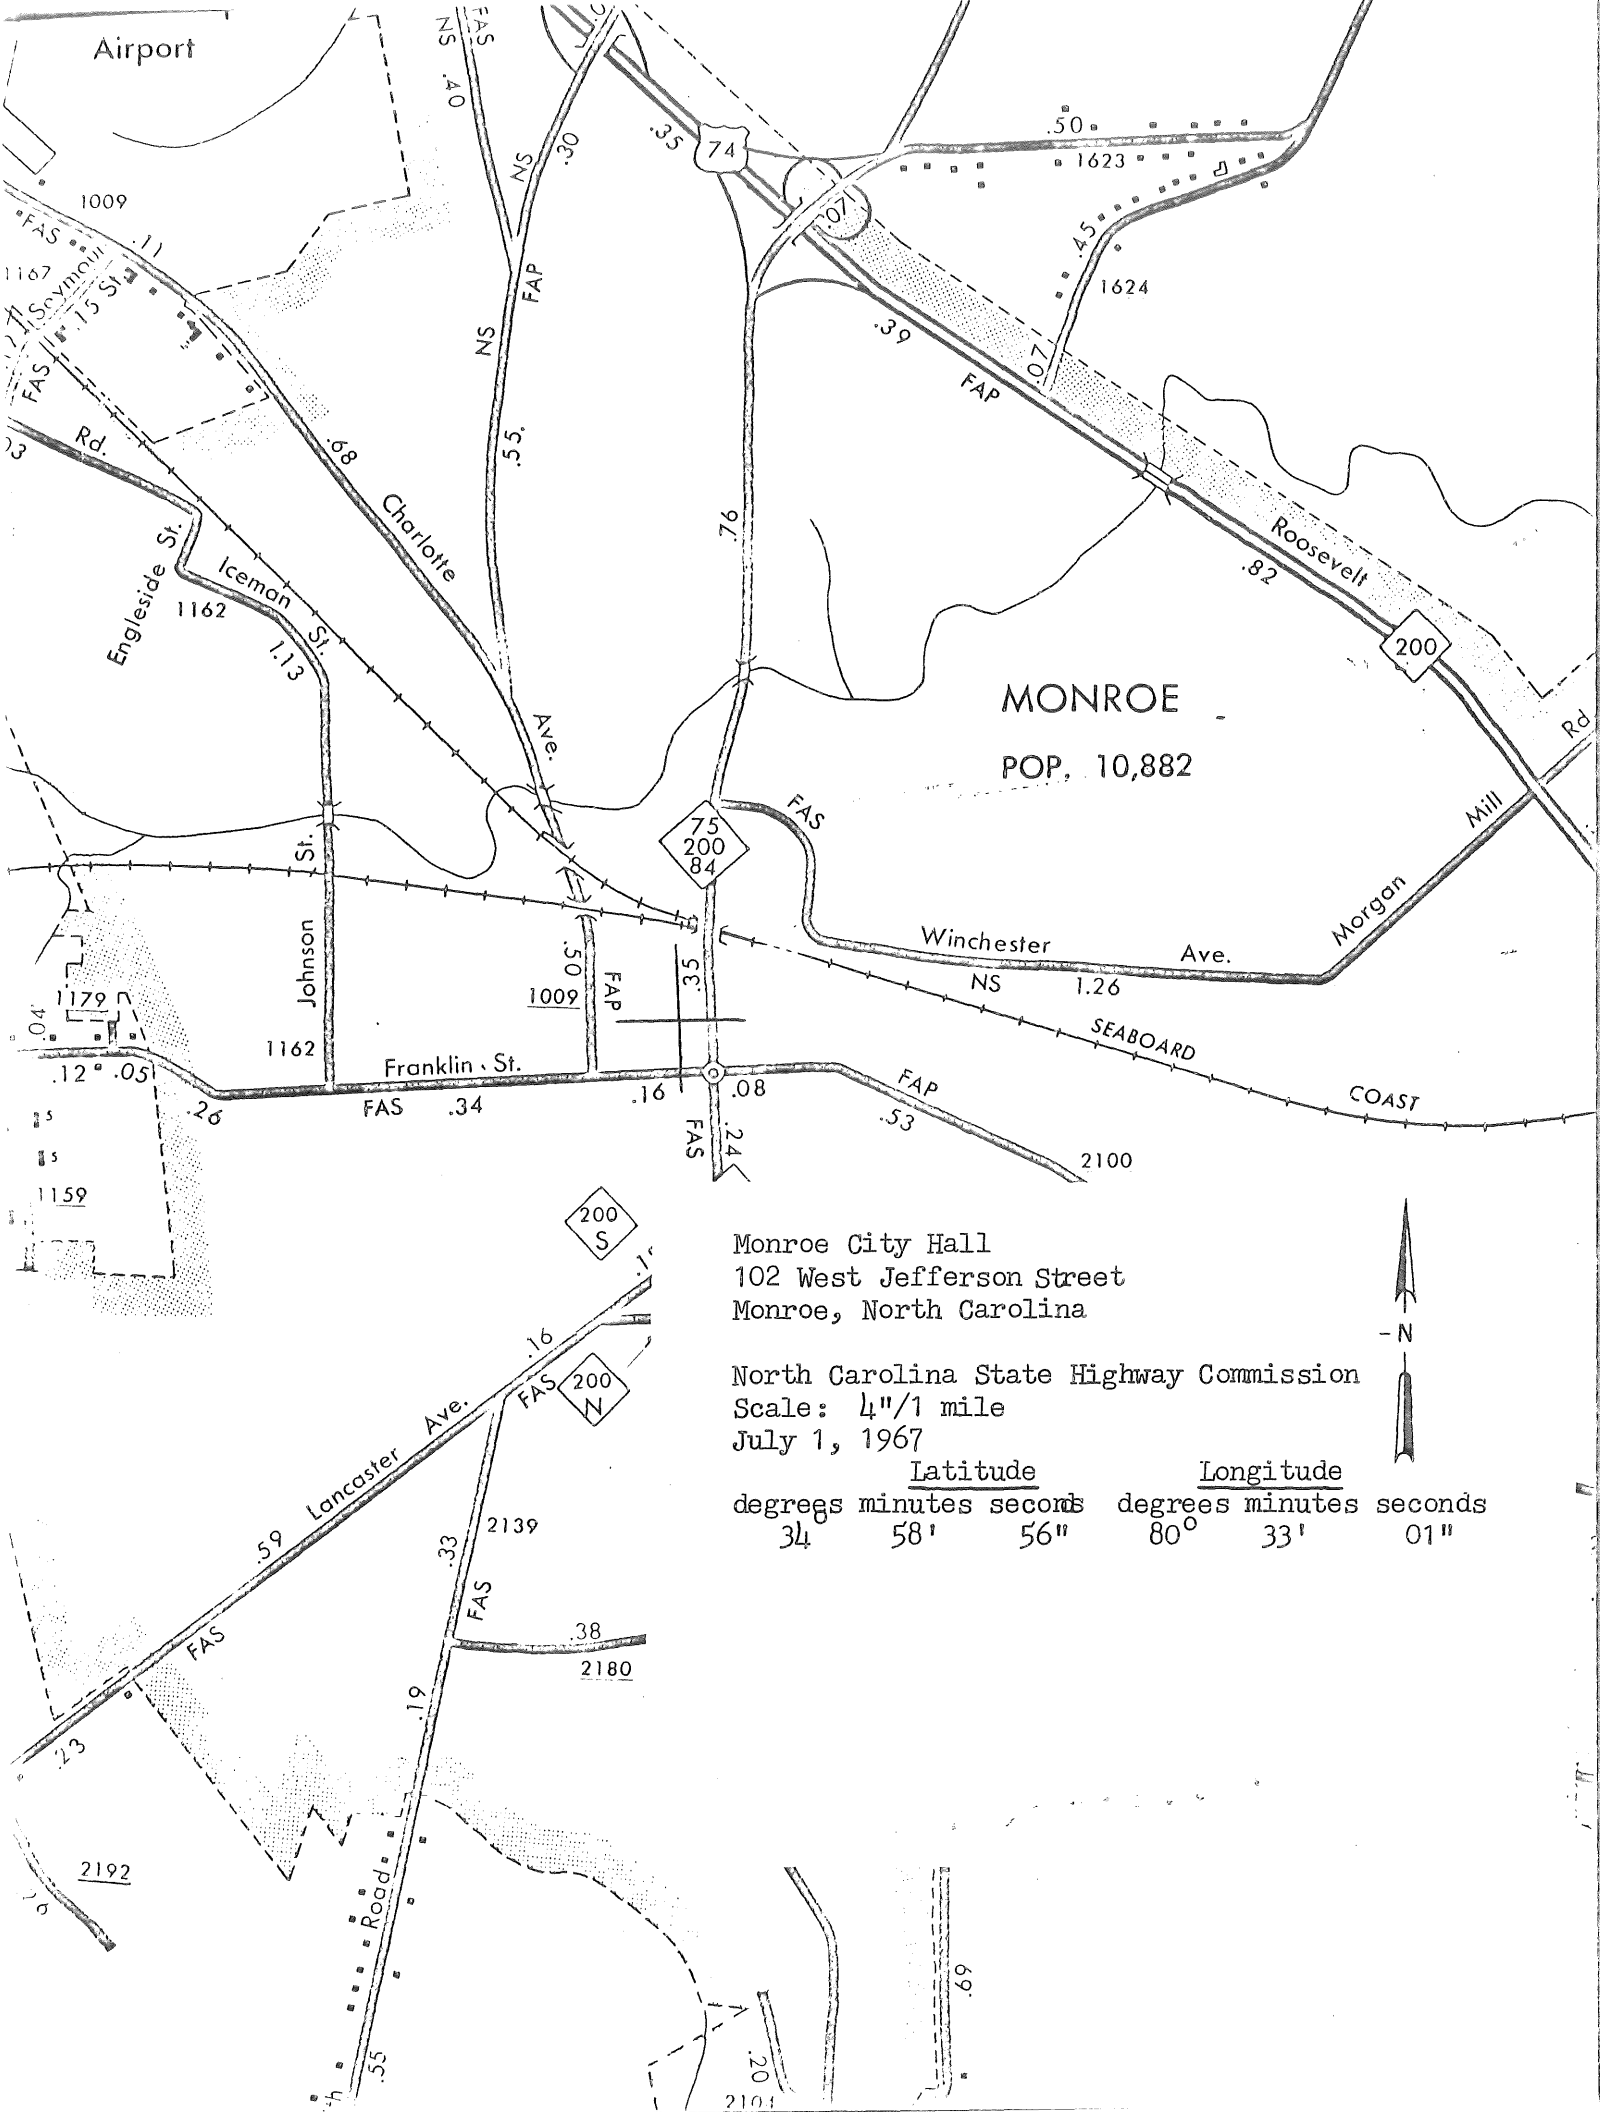 Airport
FAS
NS
.40
NS
.30
.35
74
.50
1623
1009
.11
FAS
1167
Seymour
St.
.15
FAS
.07
.45
1624
FAP
NS
.39
.07
FAP
Rd.
.68
.55
Charlotte
.76
Roosevelt
.82
Engleside St.
Iceman
St.
1162
1.13
200
MONROE
Ave.
Rd
POP. 10,882
FAS
Mill
75
200
84
St.
Morgan
Johnson
.50
FAP
.35
Winchester
Ave.
NS
1.26
1179
.04
1009
SEABOARD
1162
Franklin St.
.12
.05
.26
FAS
.34
.16
.08
FAP
.53
COAST
5
FAS
.24
5
2100
1159
200
S
Monroe City Hall
102 West Jefferson Street
Monroe, North Carolina
.16
N
200
N
FAS
North Carolina State Highway Commission
Scale: 4"/1 mile
July 1, 1967
Lancaster
Ave.
Latitude Longitude
degrees minutes seconds degrees minutes seconds
34° 58' 56" 80° 33' 01"
.59
2139
.33
FAS
FAS
.38
2180
.19
.23
2192
Road
.69
.55
.20